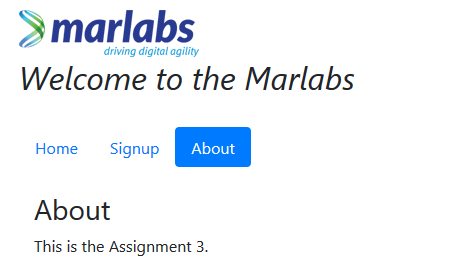 marlabs
driving digital agility
Welcome to the Marlabs
Home Signup About
About
This is the Assignment 3.